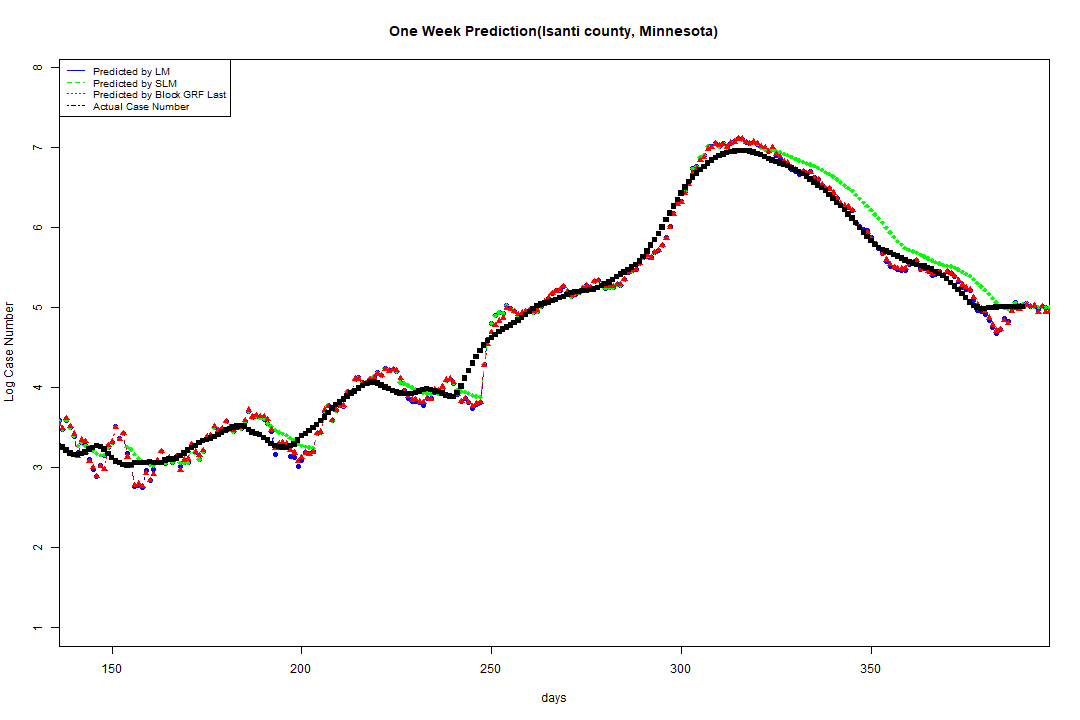 One Week Prediction(Isanti county, Minnesota)
Predicted by LM
Predicted by SLM
Predicted by Block GRF Last
Actual Case Number
8
7
6
5
4
3
2
1
Log Case Number
150 200 250 300 350
days